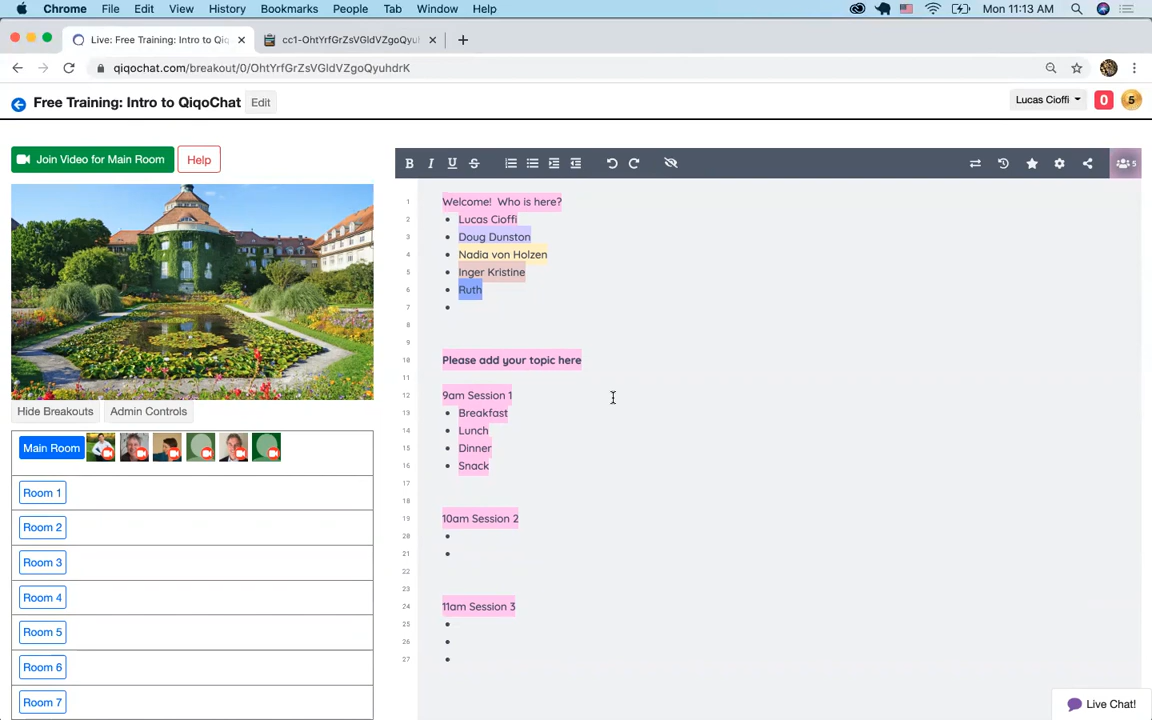 Chrome File Edit View History Bookmarks People Tab Window Help Mon 11:13 AM
Live: Free Training: Intro to Qi cc1-OhtYrfGrZsVGldVZgoQyu
qiqochat.com/breakout/0/OhtYrfGrZsVGldVZgoQyuhdrK
Free Training: Intro to QiqoChat Edit Lucas Cioffi 0 5
Join Video for Main Room Help
B I U S 5
1 Welcome! Who is here?
2 Lucas Cioffi
3 Doug Dunston
4 Nadia von Holzen
5 Inger Kristine
6 Ruth
7
8
9
10 Please add your topic here
11
12 9am Session 1
13 Breakfast
14 Lunch
15 Dinner
16 Snack
17
18
19 10am Session 2
20
21
22
23
24 11am Session 3
25
26
27
Hide Breakouts Admin Controls
Main Room
Room 1
Room 2
Room 3
Room 4
Room 5
Room 6
Room 7
Live Chat!